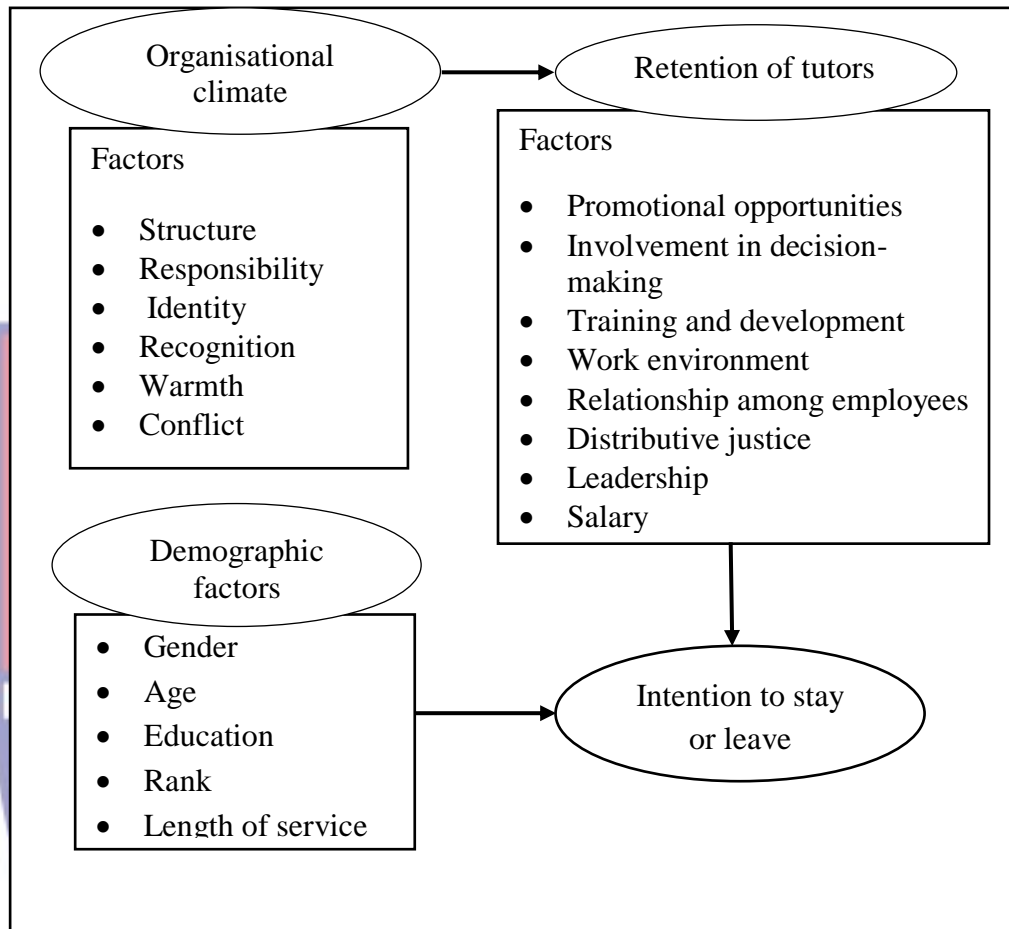 Organisational
climate
Factors
• Structure
• Responsibility
• Identity
• Recognition
• Warmth
• Conflict
Retention of tutors
Factors
• Promotional opportunities
• Involvement in decision-
making
• Training and development
• Work environment
• Relationship among employees
• Distributive justice
• Leadership
• Salary
Demographic
factors
• Gender
• Age
• Education
• Rank
• Length of service
Intention to stay
or leave